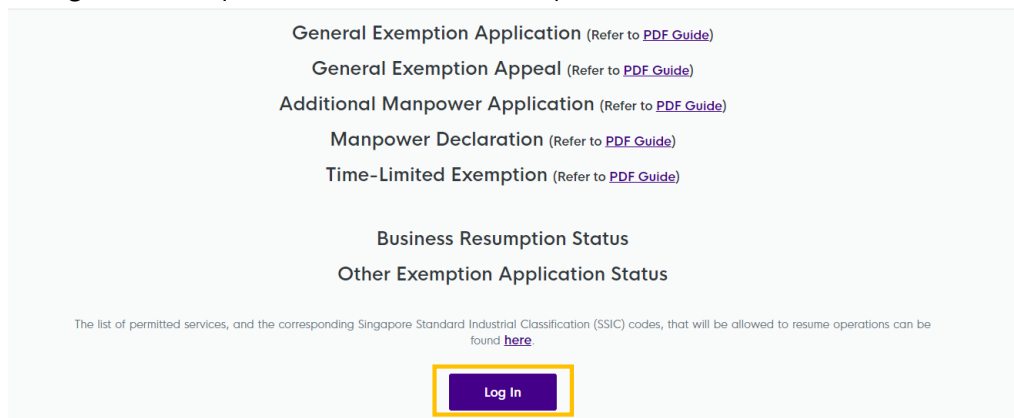 General Exemption Application (Refer to PDF Guide)
General Exemption Appeal (Refer to PDF Guide)
Additional Manpower Application (Refer to PDF Guide)
Manpower Declaration (Refer to PDF Guide)
Time-Limited Exemption (Refer to PDF Guide)
Business Resumption Status
Other Exemption Application Status
The list of permitted services, and the corresponding Singapore Standard Industrial Classification (SSIC) codes, that will be allowed to resume operations can be
found here.
Log In